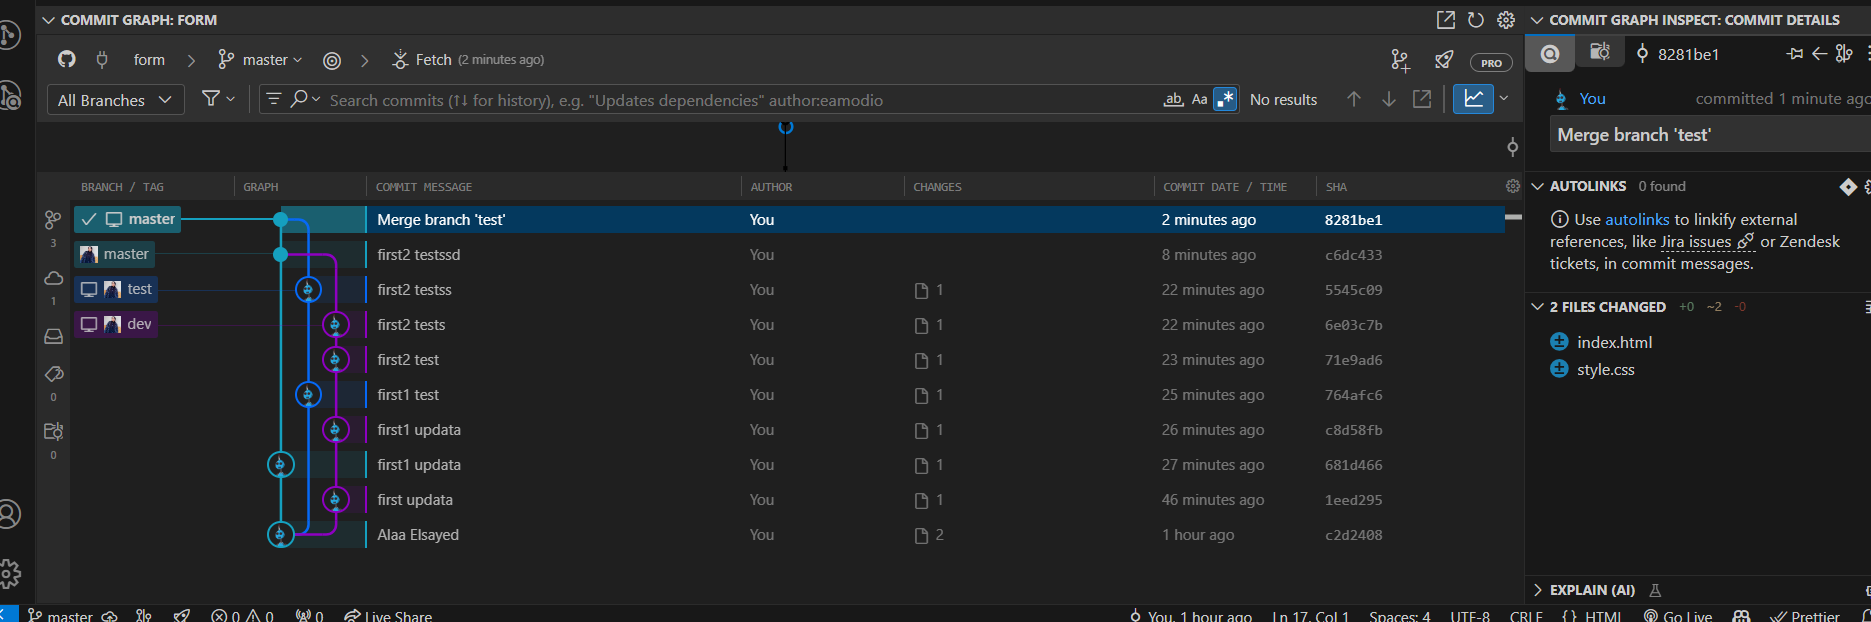 COMMIT GRAPH: FORM
form
master
Fetch (2 minutes ago)
PRO
All Branches
Search commits (↑↓ for history), e.g. "Updates dependencies" author:eamodio
ab
Aa
No results
BRANCH / TAG
GRAPH
COMMIT MESSAGE
AUTHOR
CHANGES
COMMIT DATE / TIME
SHA
master
Merge branch 'test'
You
2 minutes ago
8281be1
master
first2 testssd
You
8 minutes ago
c6dc433
test
first2 testss
You
1
22 minutes ago
5545c09
dev
first2 tests
You
1
22 minutes ago
6e03c7b
first2 test
You
1
23 minutes ago
71e9ad6
first1 test
You
1
25 minutes ago
764afc6
first1 updata
You
1
26 minutes ago
c8d58fb
first1 updata
You
1
27 minutes ago
681d466
first updata
You
1
46 minutes ago
1eed295
Alaa Elsayed
You
2
1 hour ago
c2d2408
3
1
0
0
COMMIT GRAPH INSPECT: COMMIT DETAILS
8281be1
You
committed 1 minute ago
Merge branch 'test'
AUTOLINKS 0 found
Use autolinks to linkify external
references, like Jira issues or Zendesk
tickets, in commit messages.
2 FILES CHANGED +0 ~2 -0
index.html
style.css
EXPLAIN (AI)
master
0
0
0
Live Share
You, 1 hour ago
Ln 17, Col 1
Spaces: 4
UTF-8
CRLF
{ } HTML
Go Live
Prettier